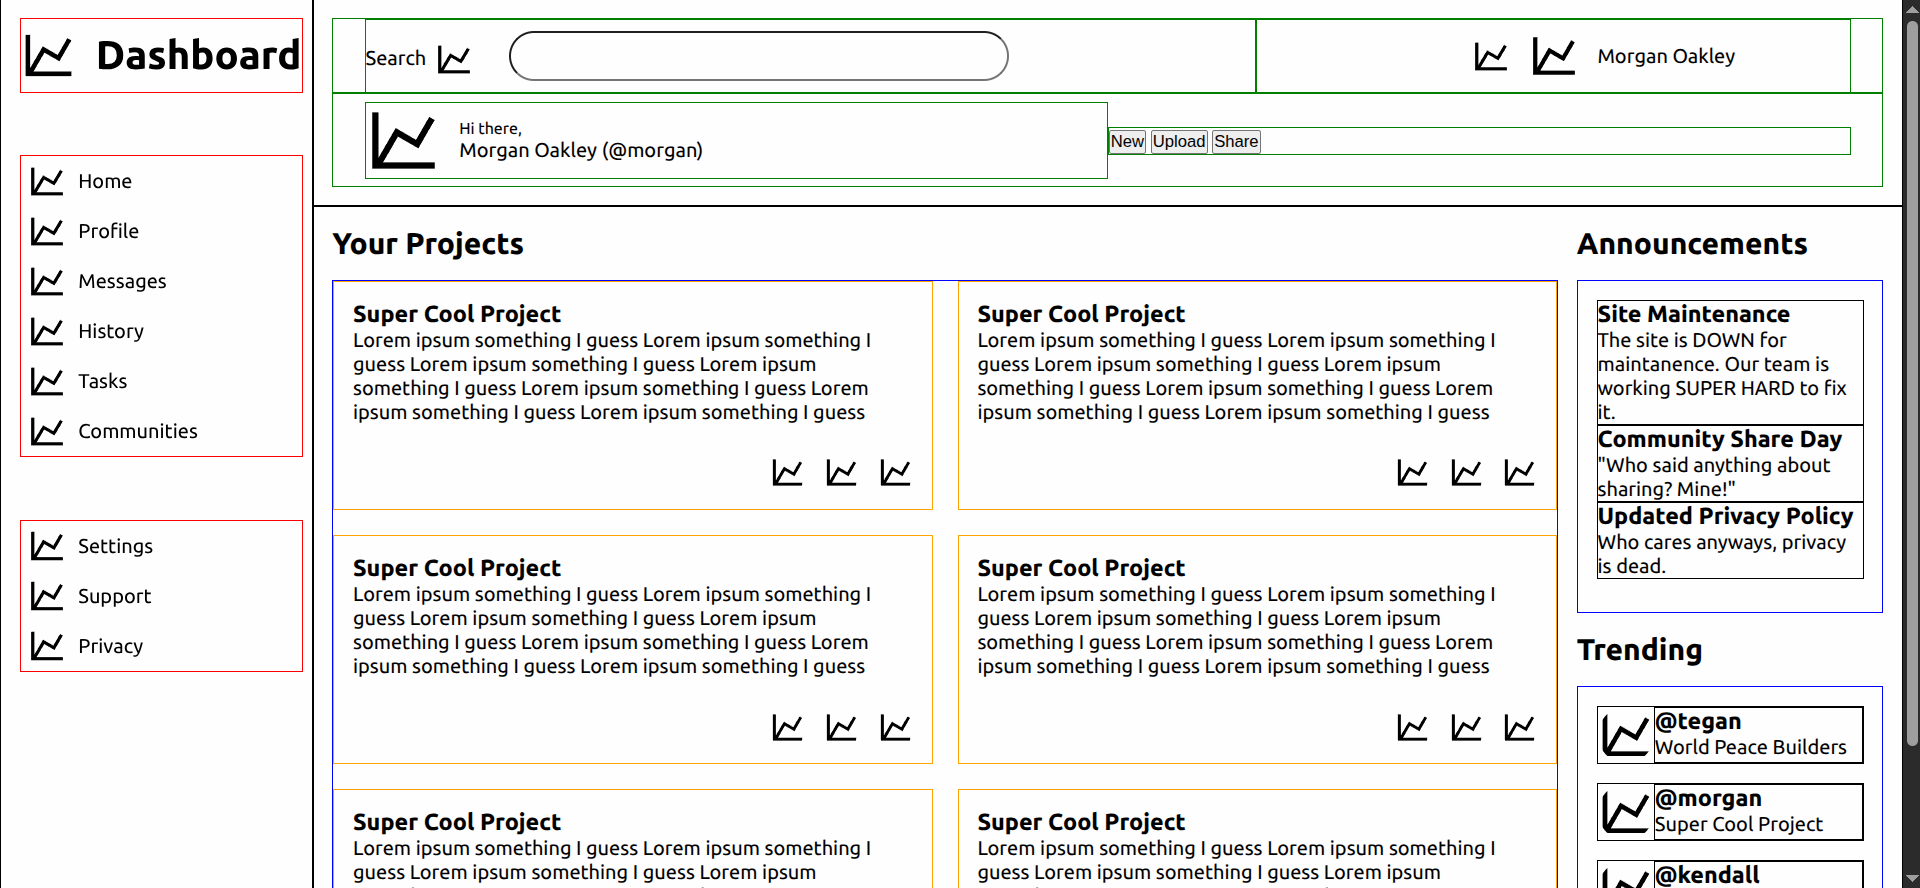 Dashboard
Home
Profile
Messages
History
Tasks
Communities
Settings
Support
Privacy
Search
Morgan Oakley
Hi there,
Morgan Oakley (@morgan)
New Upload Share
Your Projects
Super Cool Project
Lorem ipsum something I guess Lorem ipsum something I
guess Lorem ipsum something I guess Lorem ipsum
something I guess Lorem ipsum something I guess Lorem
ipsum something I guess Lorem ipsum something I guess
Super Cool Project
Lorem ipsum something I guess Lorem ipsum something I
guess Lorem ipsum something I guess Lorem ipsum
something I guess Lorem ipsum something I guess Lorem
ipsum something I guess Lorem ipsum something I guess
Super Cool Project
Lorem ipsum something I guess Lorem ipsum something I
guess Lorem ipsum something I guess Lorem ipsum
something I guess Lorem ipsum something I guess Lorem
ipsum something I guess Lorem ipsum something I guess
Super Cool Project
Lorem ipsum something I guess Lorem ipsum something I
guess Lorem ipsum something I guess Lorem ipsum
something I guess Lorem ipsum something I guess Lorem
ipsum something I guess Lorem ipsum something I guess
Super Cool Project
Lorem ipsum something I guess Lorem ipsum something I
guess Lorem ipsum something I guess Lorem ipsum
Super Cool Project
Lorem ipsum something I guess Lorem ipsum something I
guess Lorem ipsum something I guess Lorem ipsum
Announcements
Site Maintenance
The site is DOWN for
maintanence. Our team is
working SUPER HARD to fix
it.
Community Share Day
"Who said anything about
sharing? Mine!"
Updated Privacy Policy
Who cares anyways, privacy
is dead.
Trending
@tegan
World Peace Builders
@morgan
Super Cool Project
@kendall